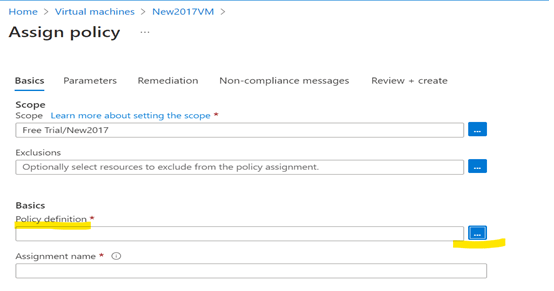 Home > Virtual machines > New2017VM >
Assign policy ...
Basics Parameters Remediation Non-compliance messages Review + create
Scope
Scope Learn more about setting the scope *
Free Trial/New2017 ...
Exclusions
Optionally select resources to exclude from the policy assignment. ...
Basics
Policy definition *
...
Assignment name *